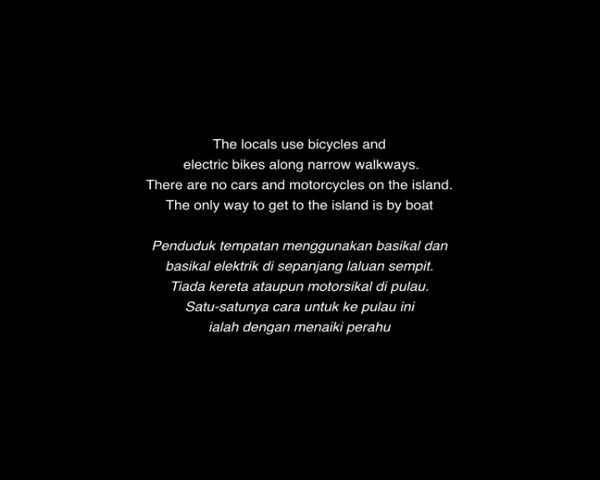 The locals use bicycles and
electric bikes along narrow walkways.
There are no cars and motorcycles on the island.
The only way to get to the island is by boat
Penduduk tempatan menggunakan basikal dan
basikal elektrik di sepanjang laluan sempit.
Tiada kereta ataupun motorsikal di pulau.
Satu-satunya cara untuk ke pulau ini
ialah dengan menaiki perahu